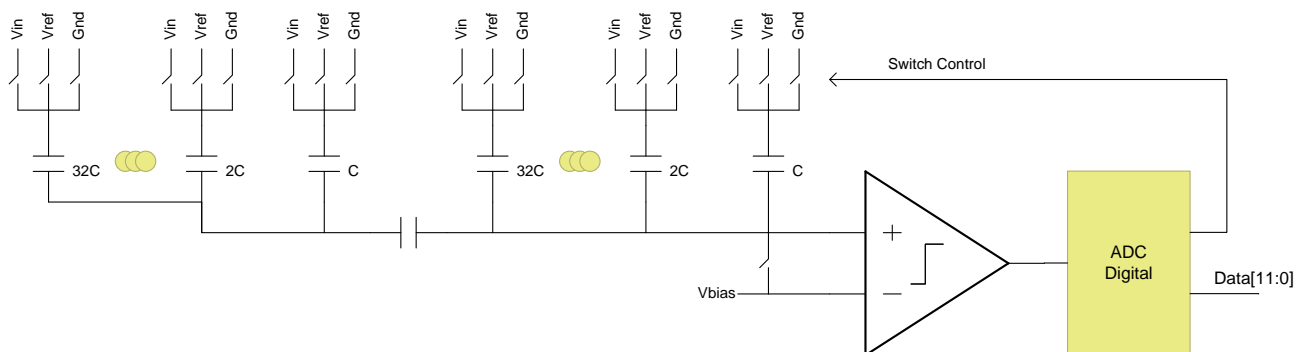 Vin Vref Gnd
Vin Vref Gnd
Vin Vref Gnd
Vin Vref Gnd
Vin Vref Gnd
Vin Vref Gnd
Switch Control
32C
2C
C
32C
2C
C
+
ADC
Digital
Vbias
−
Data[11:0]